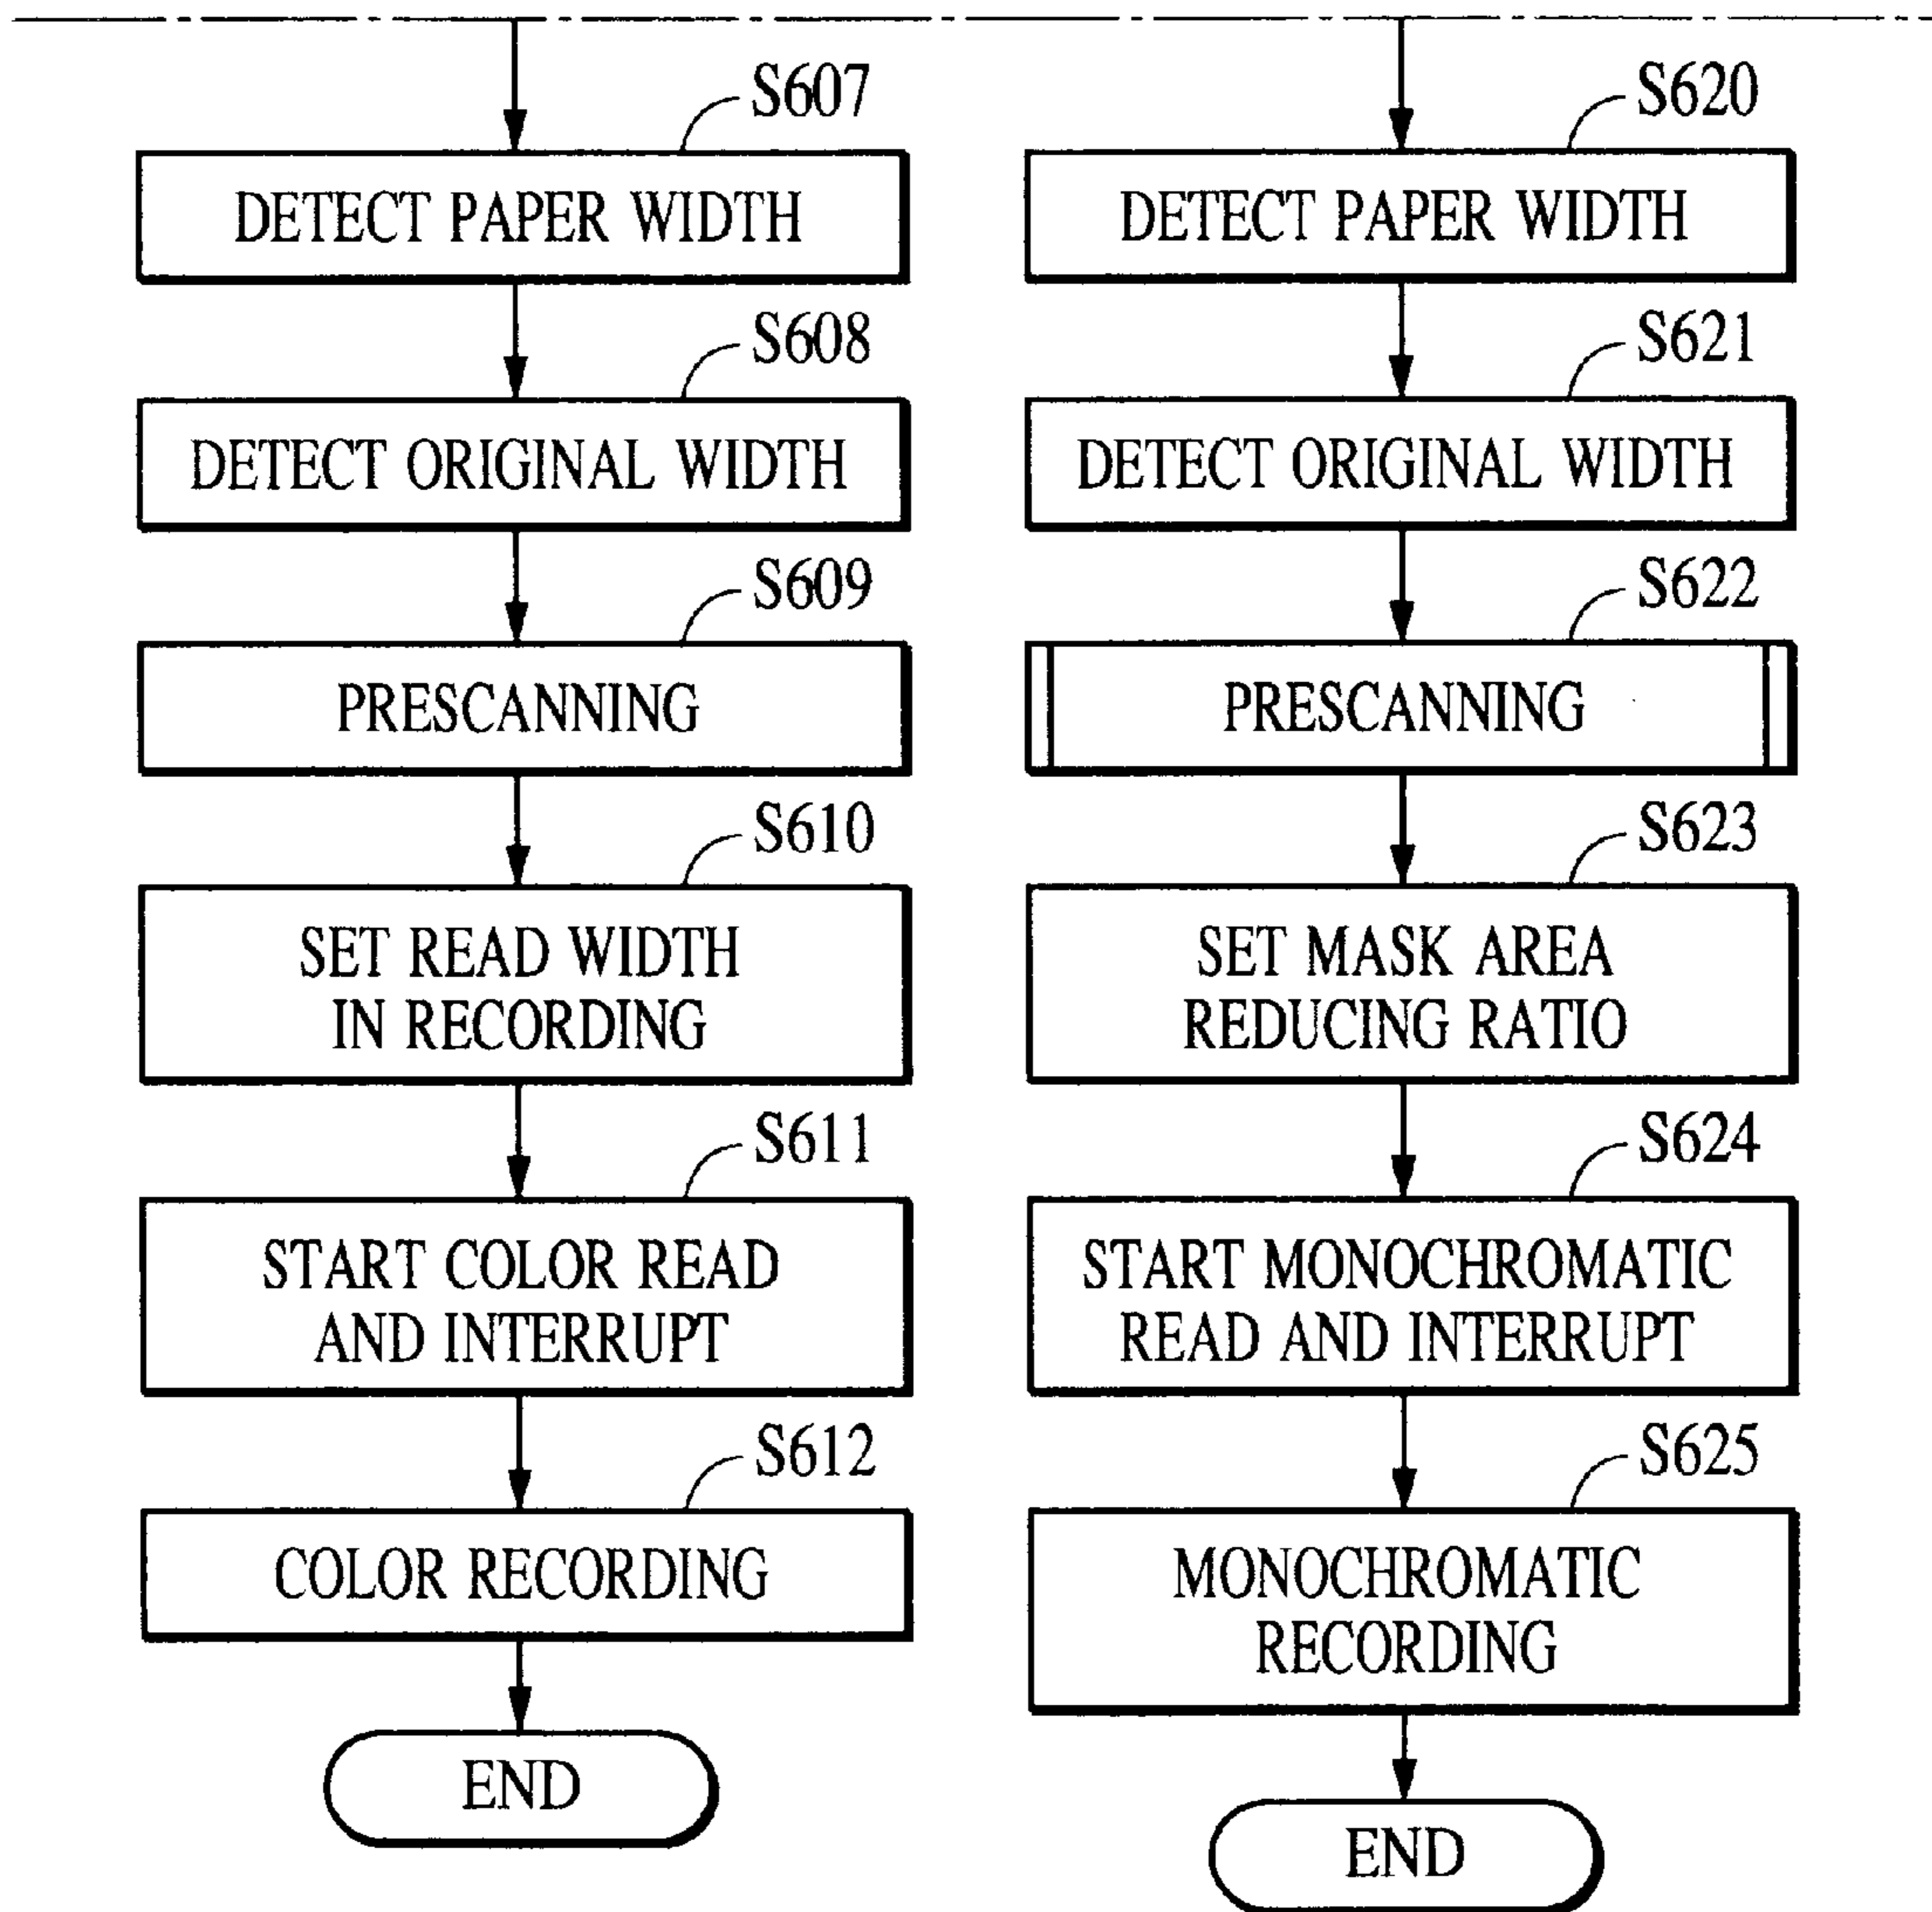 S607
DETECT PAPER WIDTH
S608
DETECT ORIGINAL WIDTH
S609
PRESCANNING
S610
SET READ WIDTH
IN RECORDING
S611
START COLOR READ
AND INTERRUPT
S612
COLOR RECORDING
END
S620
DETECT PAPER WIDTH
S621
DETECT ORIGINAL WIDTH
S622
PRESCANNING
S623
SET MASK AREA
REDUCING RATIO
S624
START MONOCHROMATIC
READ AND INTERRUPT
S625
MONOCHROMATIC
RECORDING
END